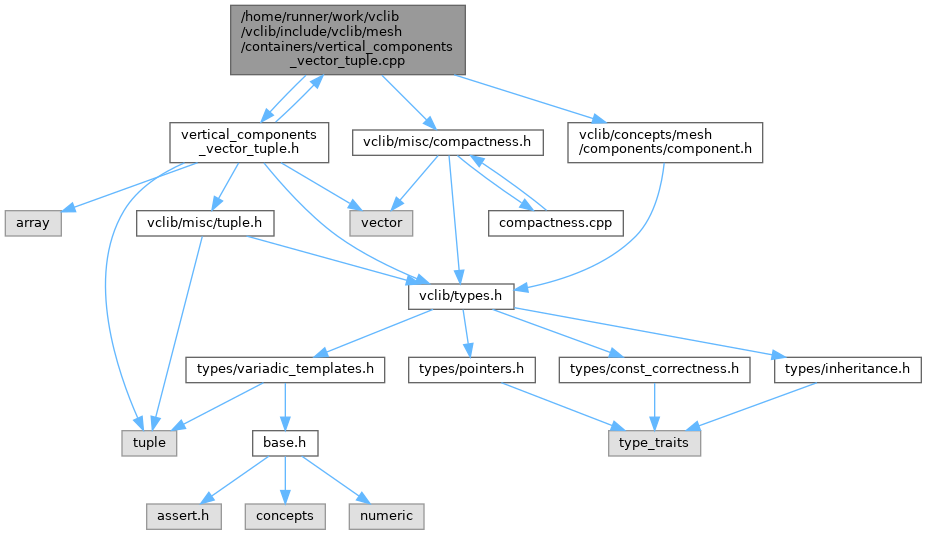 /home/runner/work/vclib
/vclib/include/vclib/mesh
/containers/vertical_components
_vector_tuple.cpp
vertical_components
_vector_tuple.h
vclib/misc/compactness.h
vclib/concepts/mesh
/components/component.h
array
vclib/misc/tuple.h
vector
compactness.cpp
vclib/types.h
types/variadic_templates.h
types/pointers.h
types/const_correctness.h
types/inheritance.h
tuple
base.h
type_traits
assert.h
concepts
numeric